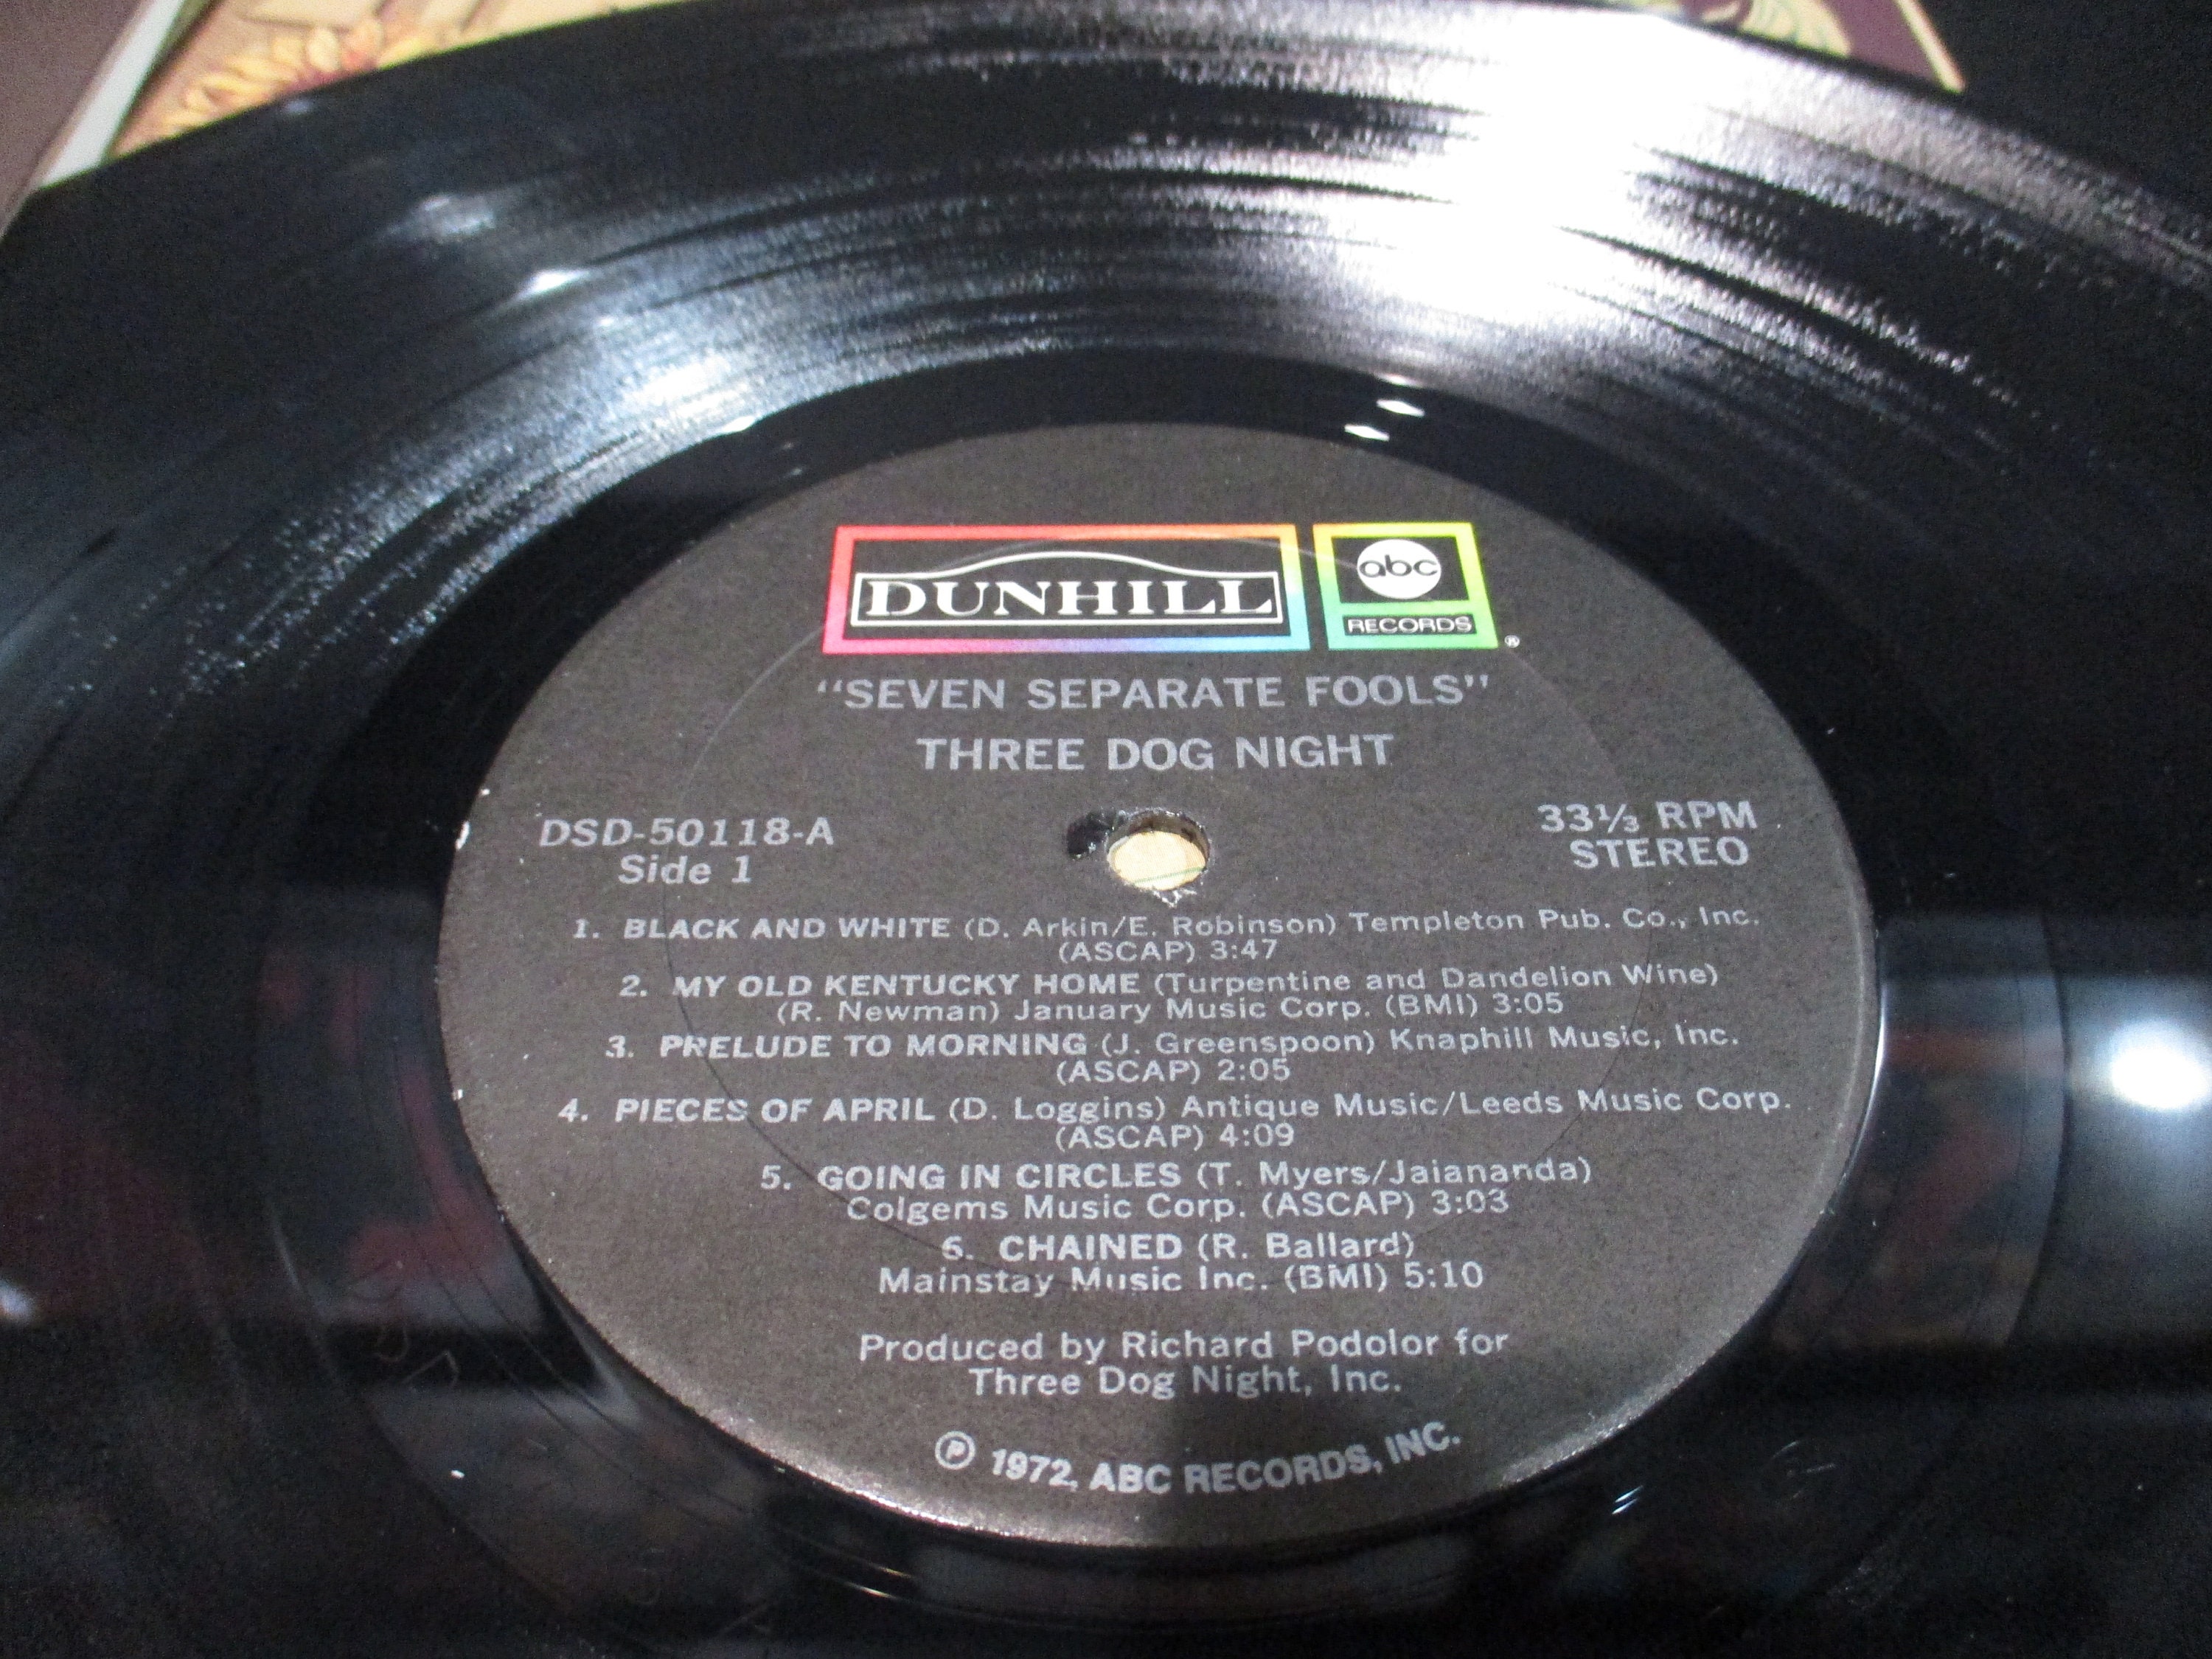 DUNHILL
abc
RECORDS
®
"SEVEN SEPARATE FOOLS"
THREE DOG NIGHT
DSD-50118-A
Side 1
33⅓ RPM
STEREO
1. BLACK AND WHITE (D. Arkin/E. Robinson) Templeton Pub. Co., Inc.
(ASCAP) 3:47
2. MY OLD KENTUCKY HOME (Turpentine and Dandelion Wine)
(R. Newman) January Music Corp. (BMI) 3:05
3. PRELUDE TO MORNING (J. Greenspoon) Knaphill Music, Inc.
(ASCAP) 2:05
4. PIECES OF APRIL (D. Loggins) Antique Music/Leeds Music Corp.
(ASCAP) 4:09
5. GOING IN CIRCLES (T. Myers/Jaiananda)
Colgems Music Corp. (ASCAP) 3:03
6. CHAINED (R. Ballard)
Mainstay Music Inc. (BMI) 5:10
Produced by Richard Podolor for
Three Dog Night, Inc.
℗ 1972, ABC RECORDS, INC.